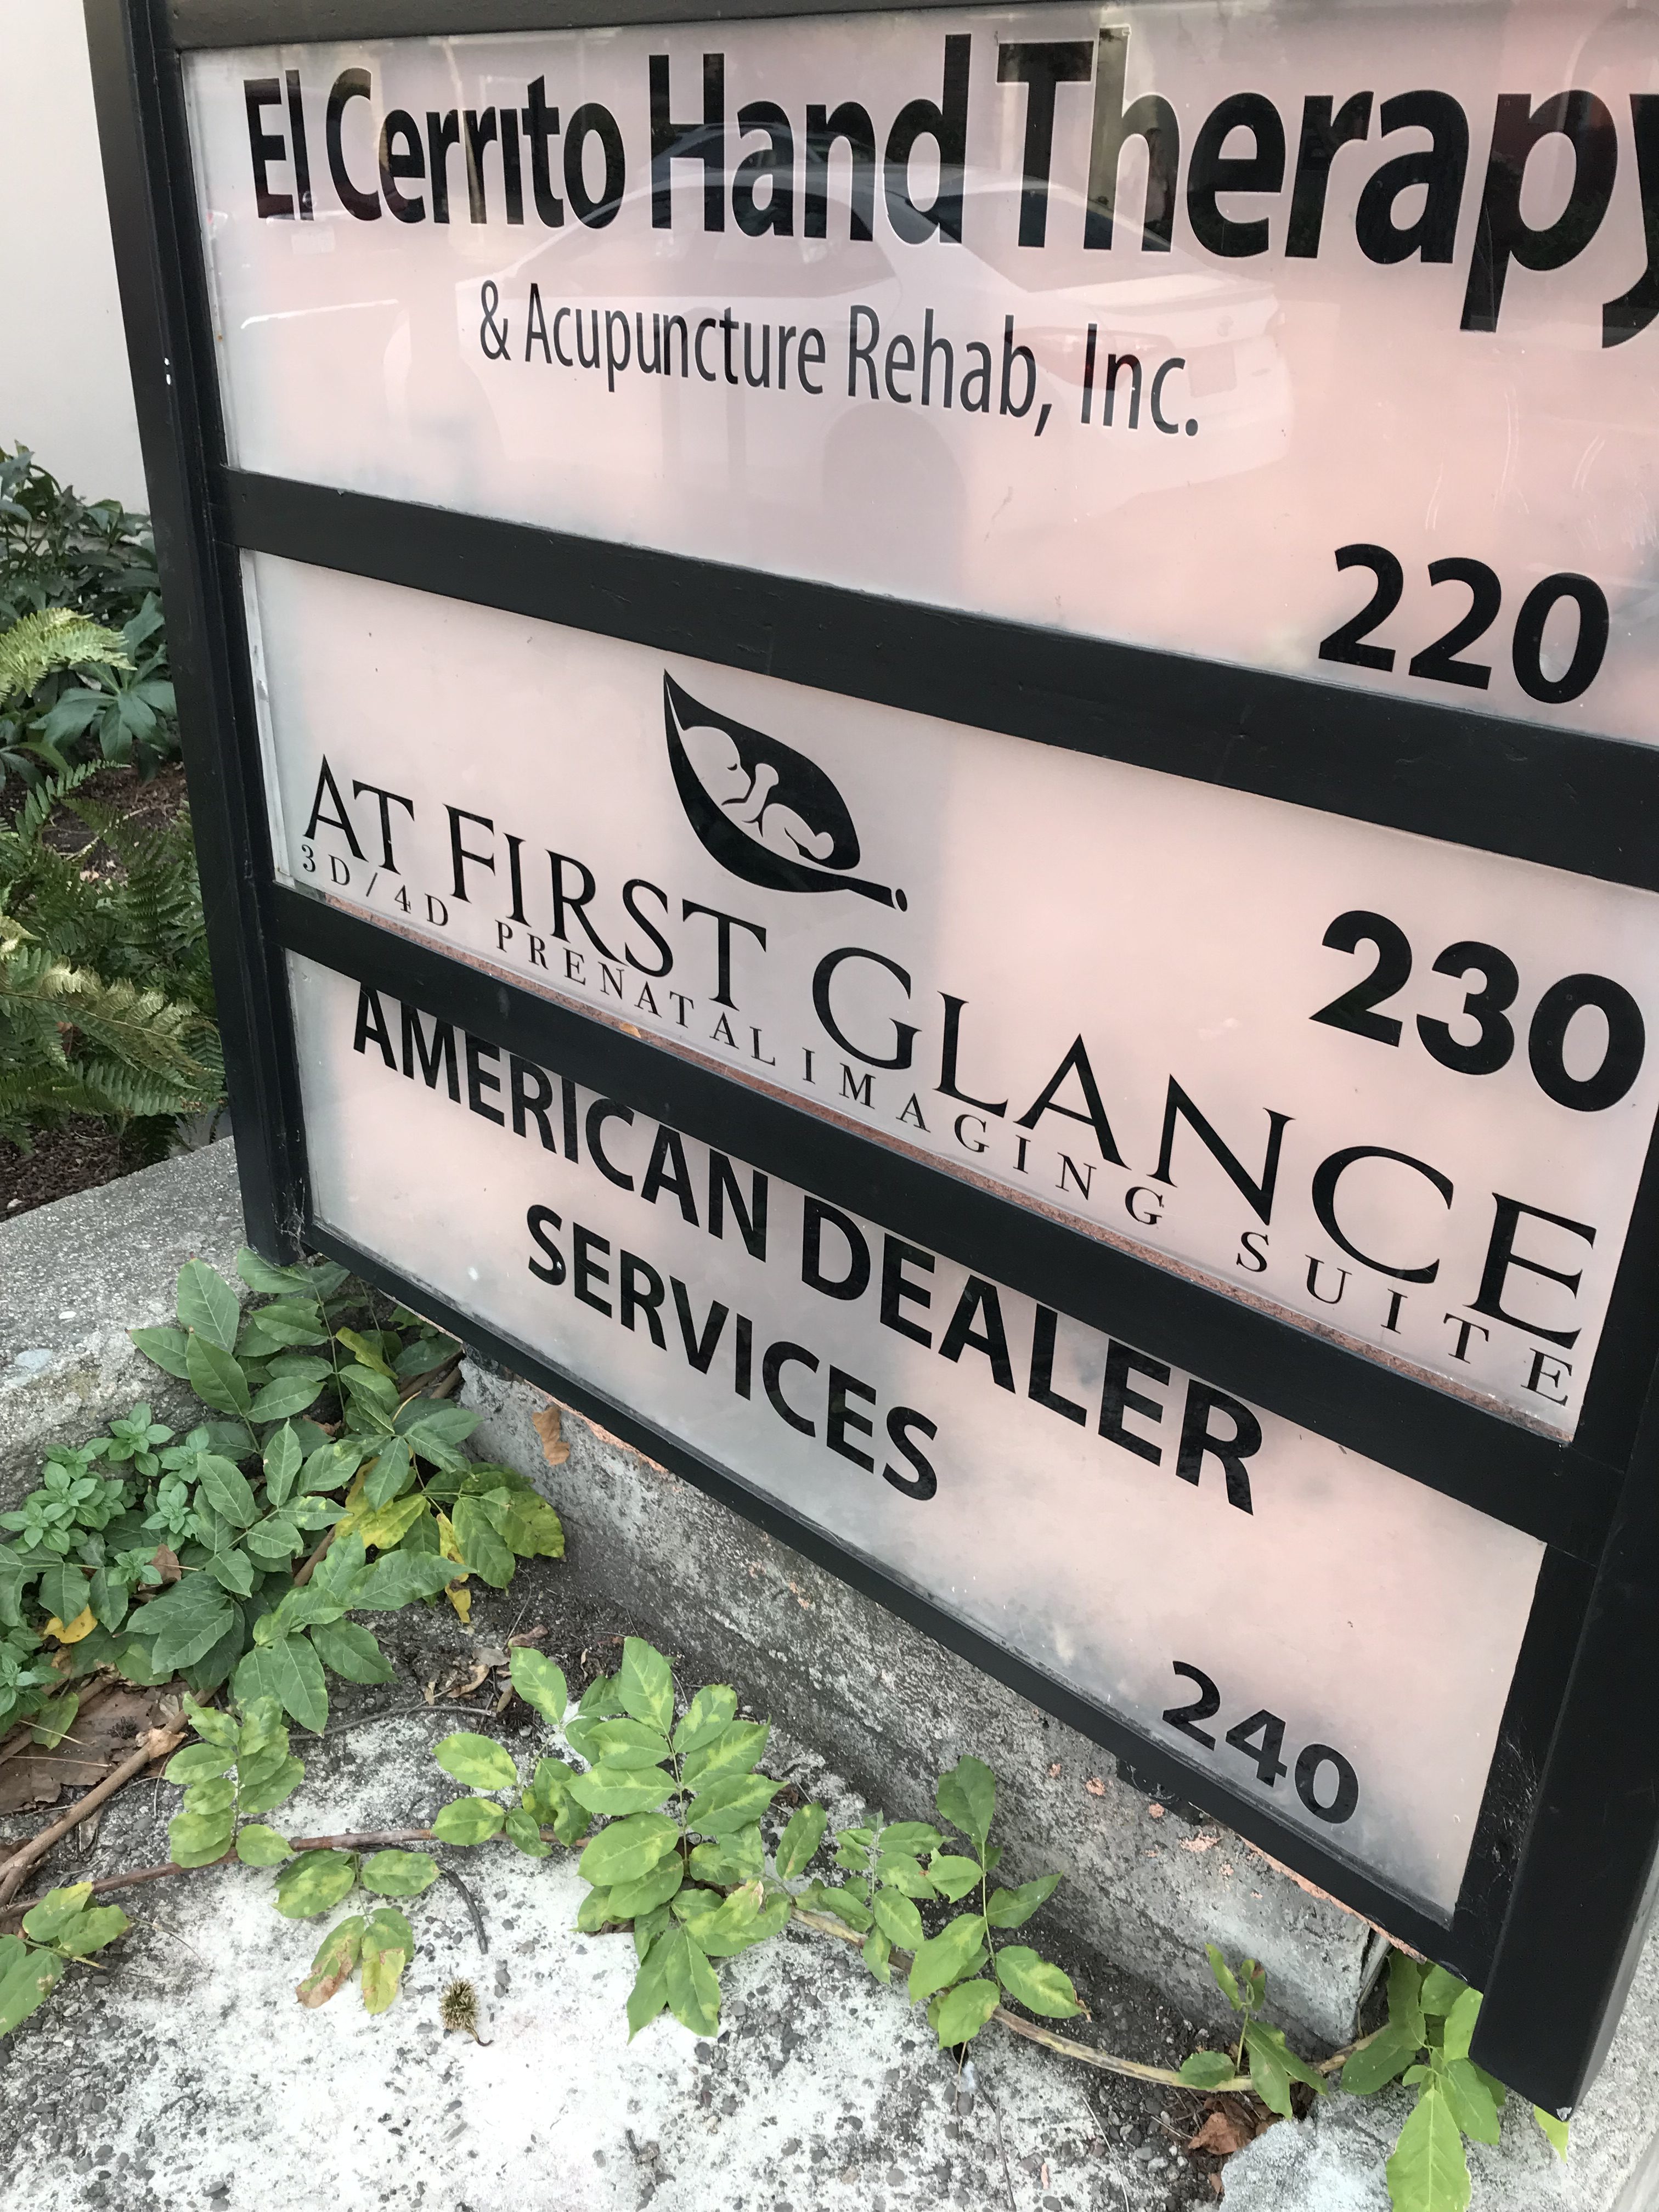 El Cerrito Hand Therapy
& Acupuncture Rehab, Inc.
220
AT FIRST GLANCE
3D/4D PRENATAL IMAGING SUITE
230
AMERICAN DEALER
SERVICES
240